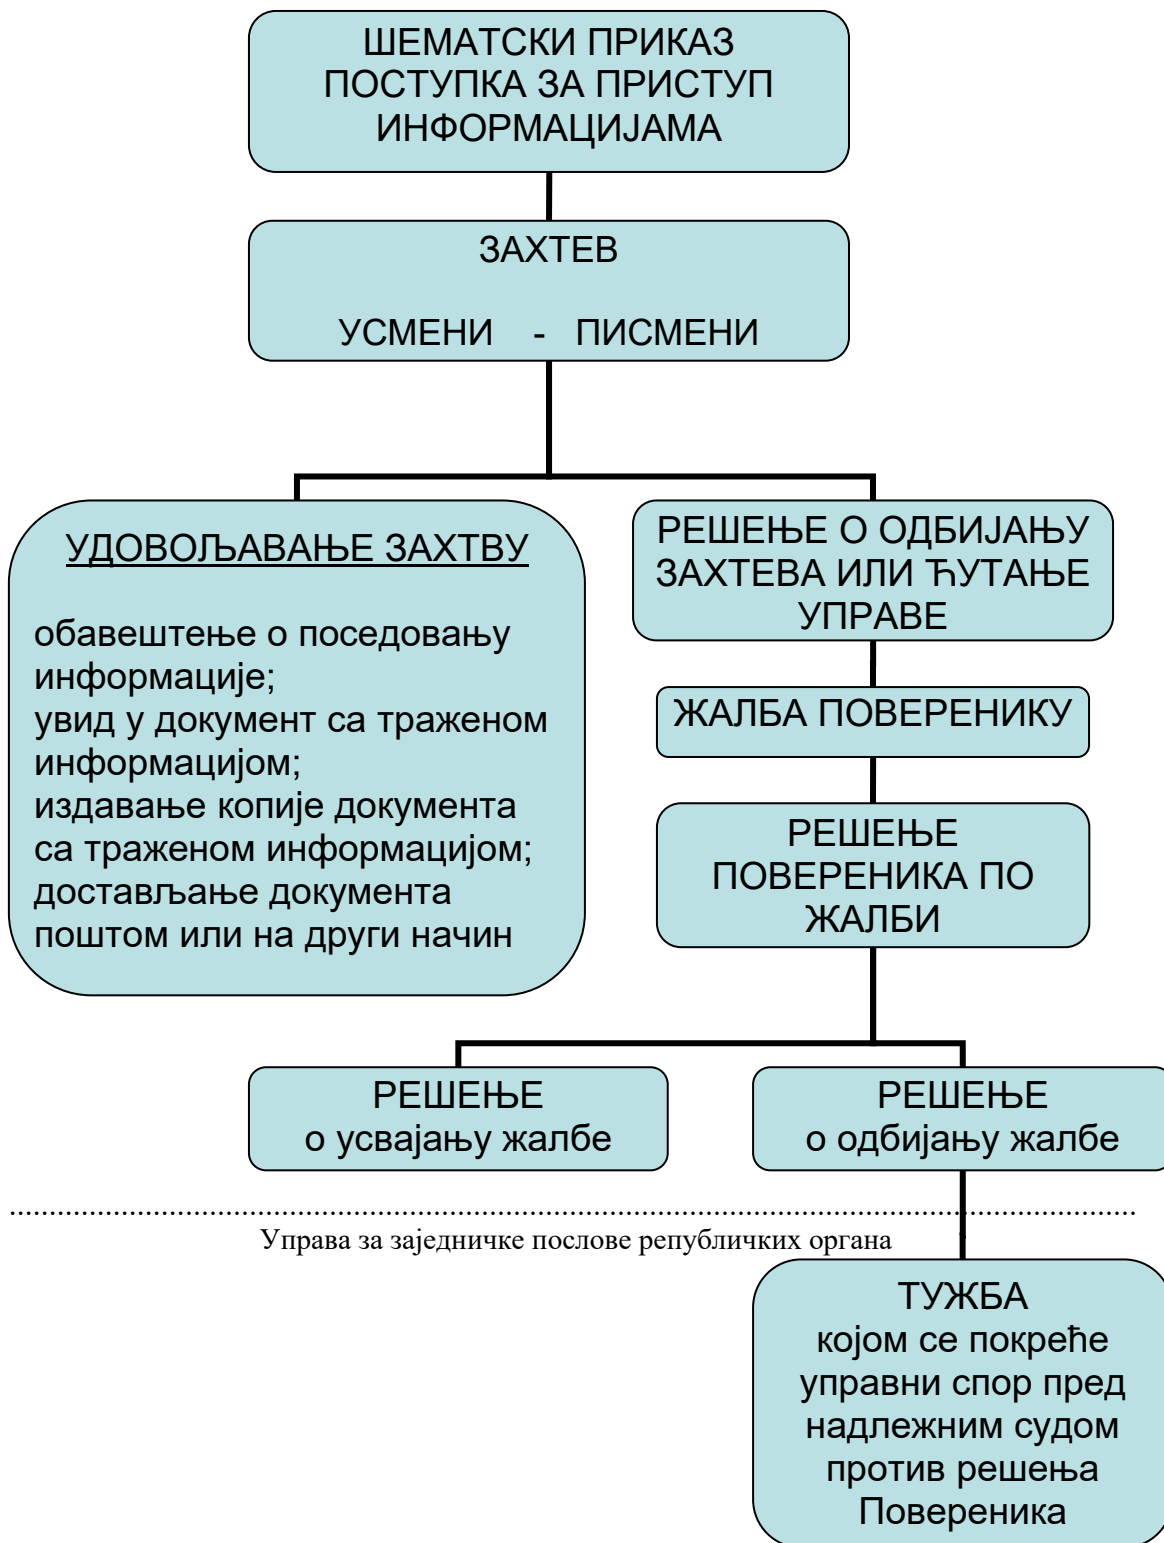 ШЕМАТСКИ ПРИКАЗ
ПОСТУПКА ЗА ПРИСТУП
ИНФОРМАЦИЈАМА
ЗАХТЕВ
УСМЕНИ - ПИСМЕНИ
УДОВОЉАВАЊЕ ЗАХТВУ
обавештење о поседовању
информације;
увид у документ са траженом
информацијом;
издавање копије документа
са траженом информацијом;
достављање документа
поштом или на други начин
РЕШЕЊЕ О ОДБИЈАЊУ
ЗАХТЕВА ИЛИ ЋУТАЊЕ
УПРАВЕ
ЖАЛБА ПОВЕРЕНИКУ
РЕШЕЊЕ
ПОВЕРЕНИКА ПО
ЖАЛБИ
РЕШЕЊЕ
о усвајању жалбе
РЕШЕЊЕ
о одбијању жалбе
Управа за заједничке послове републичких органа
ТУЖБА
којом се покреће
управни спор пред
надлежним судом
против решења
Повереника